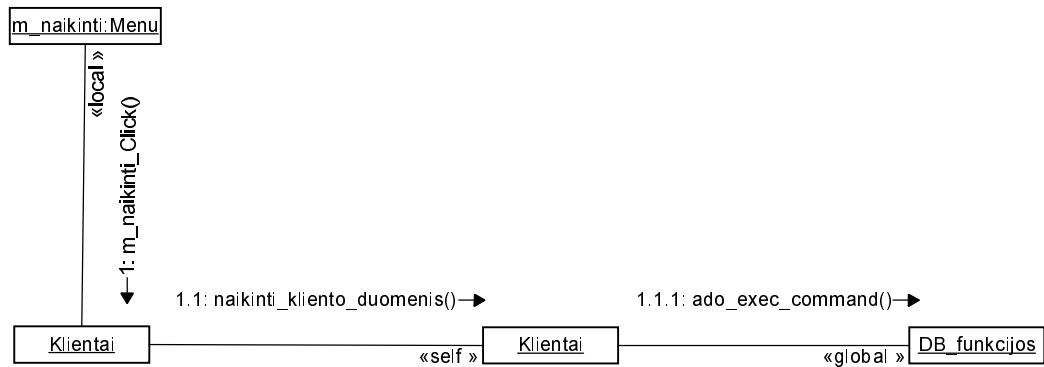 m_naikinti:Menu
«local »
1: m_naikinti_Click()
1.1: naikinti_kliento_duomenis()
1.1.1: ado_exec_command()
Klientai
«self »
Klientai
«global »
DB_funkcijos